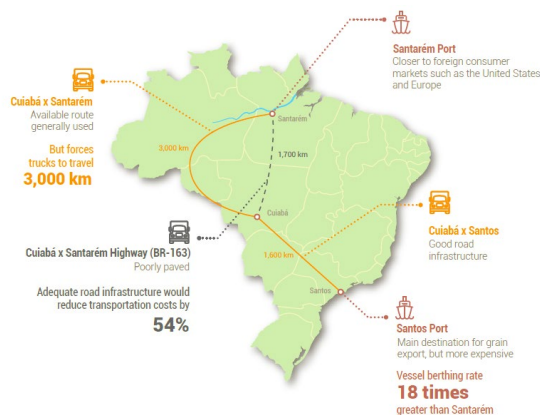 Santarém Port
Closer to foreign consumer
markets such as the United States
and Europe
Cuiabá x Santarém
Available route
generally used
But forces
trucks to travel
3,000 km
Santarém
3,000 km
1,700 km
Cuiabá
Cuiabá x Santarém Highway (BR-163)
Poorly paved
Adequate road infrastructure would
reduce transportation costs by
54%
1,600 km
Cuiabá x Santos
Good road
infrastructure
Santos
Santos Port
Main destination for grain
export, but more expensive
Vessel berthing rate
18 times
greater than Santarém